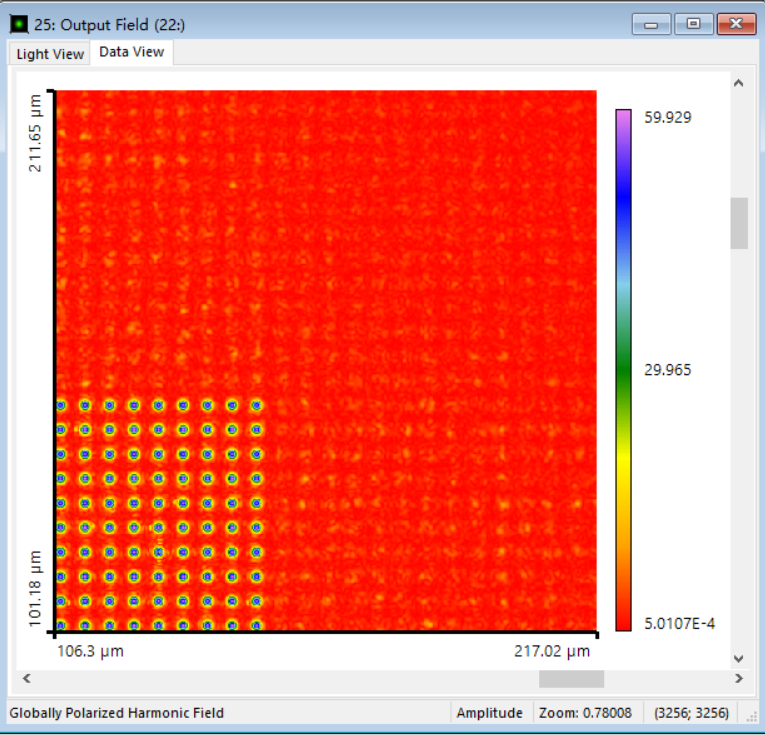 25: Output Field (22:)
Light View Data View
211.65 µm
101.18 µm
106.3 µm
217.02 µm
59.929
29.965
5.0107E-4
Globally Polarized Harmonic Field Amplitude Zoom: 0.78008 (3256; 3256)